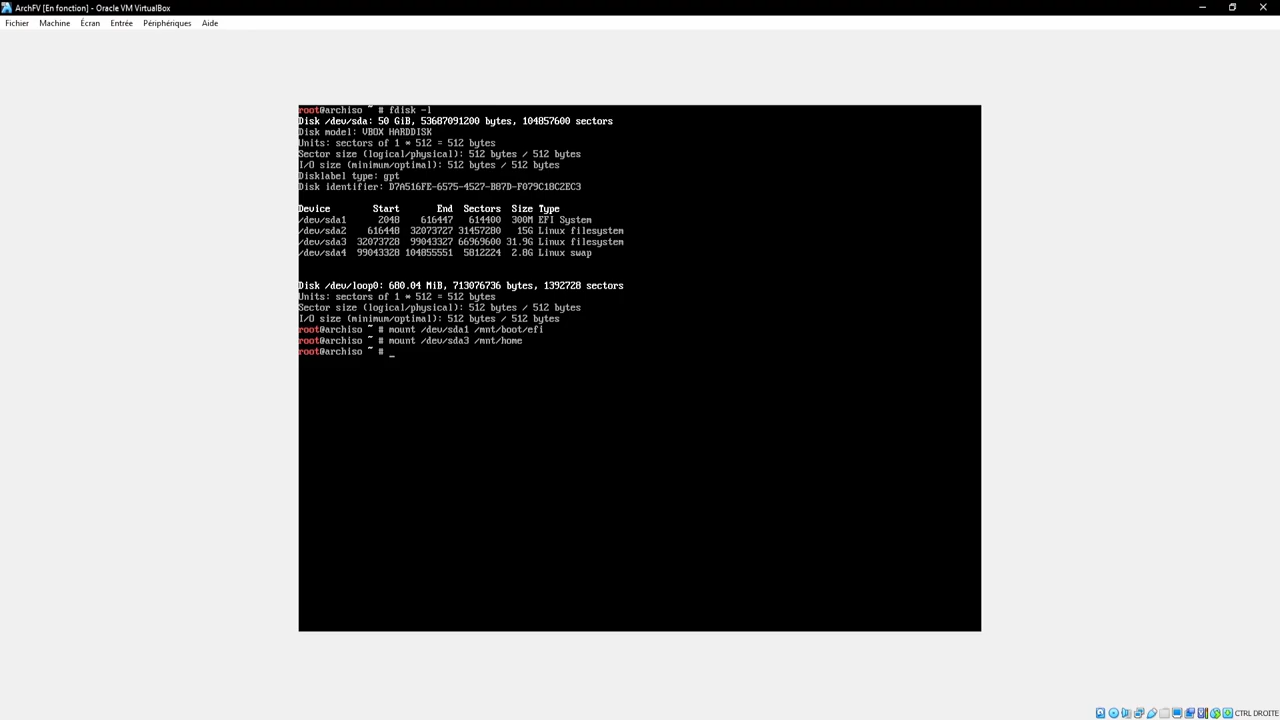 ArchFV [En fonction] - Oracle VM VirtualBox
Fichier Machine Écran Entrée Périphériques Aide
root@archiso ~ # fdisk -l
Disk /dev/sda: 50 GiB, 53687091200 bytes, 104857600 sectors
Disk model: VBOX HARDDISK
Units: sectors of 1 * 512 = 512 bytes
Sector size (logical/physical): 512 bytes / 512 bytes
I/O size (minimum/optimal): 512 bytes / 512 bytes
Disklabel type: gpt
Disk identifier: D7A516FE-6575-4527-B87D-F079C18C2EC3
Device Start End Sectors Size Type
/dev/sda1 2048 616447 614400 300M EFI System
/dev/sda2 616448 32073727 31457280 15G Linux filesystem
/dev/sda3 32073728 99043327 66969600 31.9G Linux filesystem
/dev/sda4 99043328 104855551 5812224 2.8G Linux swap
Disk /dev/loop0: 680.04 MiB, 713076736 bytes, 1392728 sectors
Units: sectors of 1 * 512 = 512 bytes
Sector size (logical/physical): 512 bytes / 512 bytes
I/O size (minimum/optimal): 512 bytes / 512 bytes
root@archiso ~ # mount /dev/sda1 /mnt/boot/efi
root@archiso ~ # mount /dev/sda3 /mnt/home
root@archiso ~ # _
CTRL DROITE